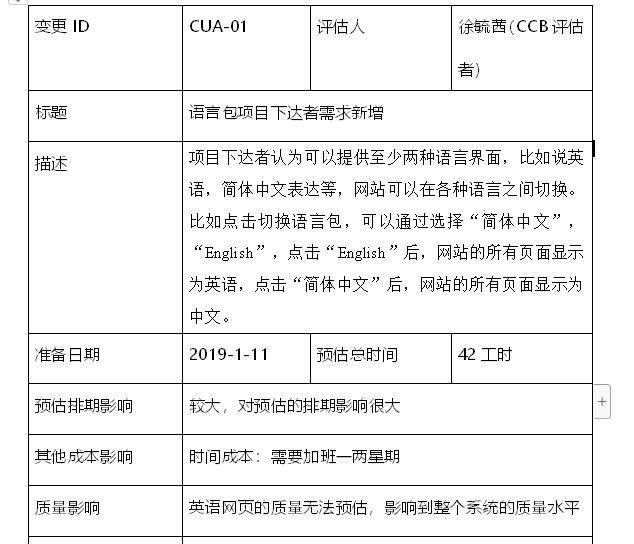 变更 ID CUA-01 评估人 徐毓茜（CCB 评估
者）
标题 语言包项目下达者需求新增
描述 项目下达者认为可以提供至少两种语言界面，比如说英
语，简体中文表达等，网站可以在各种语言之间切换。
比如点击切换语言包，可以通过选择“简体中文”，
“English”，点击“English”后，网站的所有页面显示
为英语，点击“简体中文”后，网站的所有页面显示为
中文。
准备日期 2019-1-11 预估总时间 42 工时
预估排期影响 较大，对预估的排期影响很大
其他成本影响 时间成本：需要加班一两星期
质量影响 英语网页的质量无法预估，影响到整个系统的质量水平